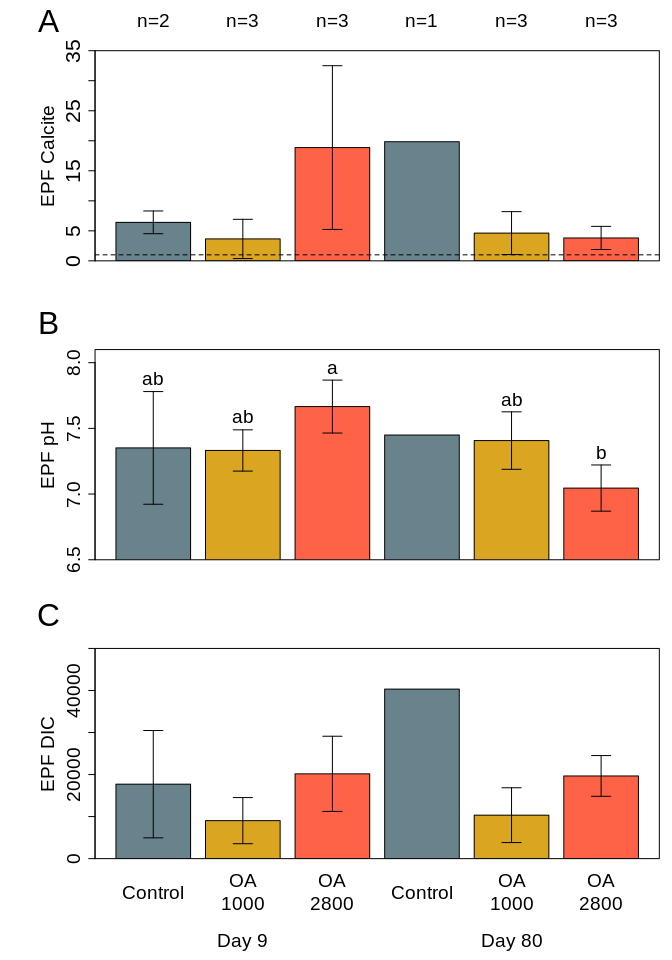 A
n=2 n=3 n=3 n=1 n=3 n=3
EPF Calcite
35
25
15
5
0
B
EPF pH
8.0
7.5
7.0
6.5
ab ab a ab b
C
EPF DIC
40000
20000
0
Control OA 1000 OA 2800 Control OA 1000 OA 2800
Day 9 Day 80